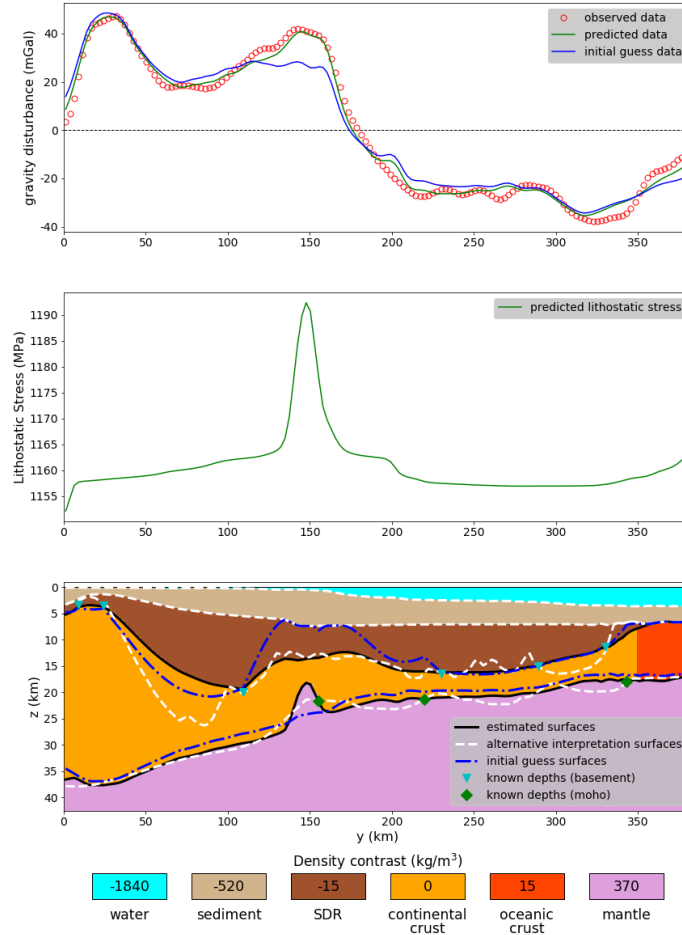 40
20
0
-20
-40
gravity disturbance (mGal)
observed data
predicted data
initial guess data
0 50 100 150 200 250 300 350
1190
1185
1180
1175
1170
1165
1160
1155
Lithostatic Stress (MPa)
predicted lithostatic stress
0 50 100 150 200 250 300 350
0
5
10
15
20
25
30
35
40
z (km)
estimated surfaces
alternative interpretation surfaces
initial guess surfaces
known depths (basement)
known depths (moho)
0 50 100 150 200 250 300 350
y (km)
Density contrast (kg/m³)
-1840 -520 -15 0 15 370
water sediment SDR continental oceanic mantle
crust crust